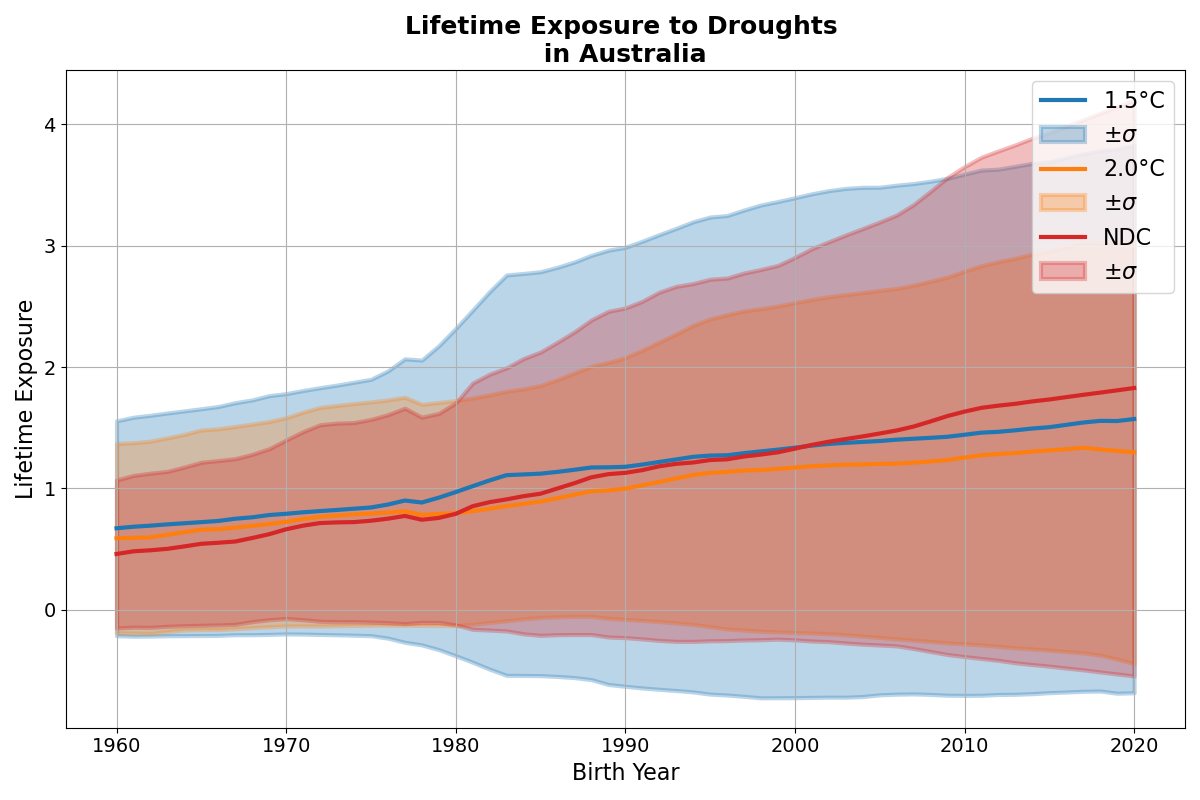 Lifetime Exposure to Droughts
in Australia
1.5°C
±σ
2.0°C
±σ
NDC
±σ
Lifetime Exposure
4
3
2
1
0
1960 1970 1980 1990 2000 2010 2020
Birth Year